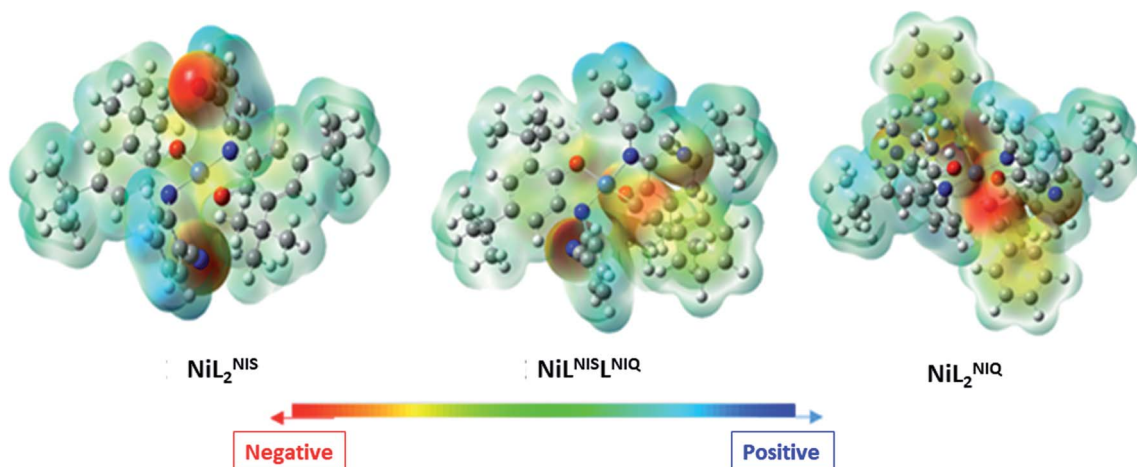 NiL₂ᴺᴵˢ
NiLᴺᴵˢLᴺᴵQ
NiL₂ᴺᴵQ
Negative
Positive